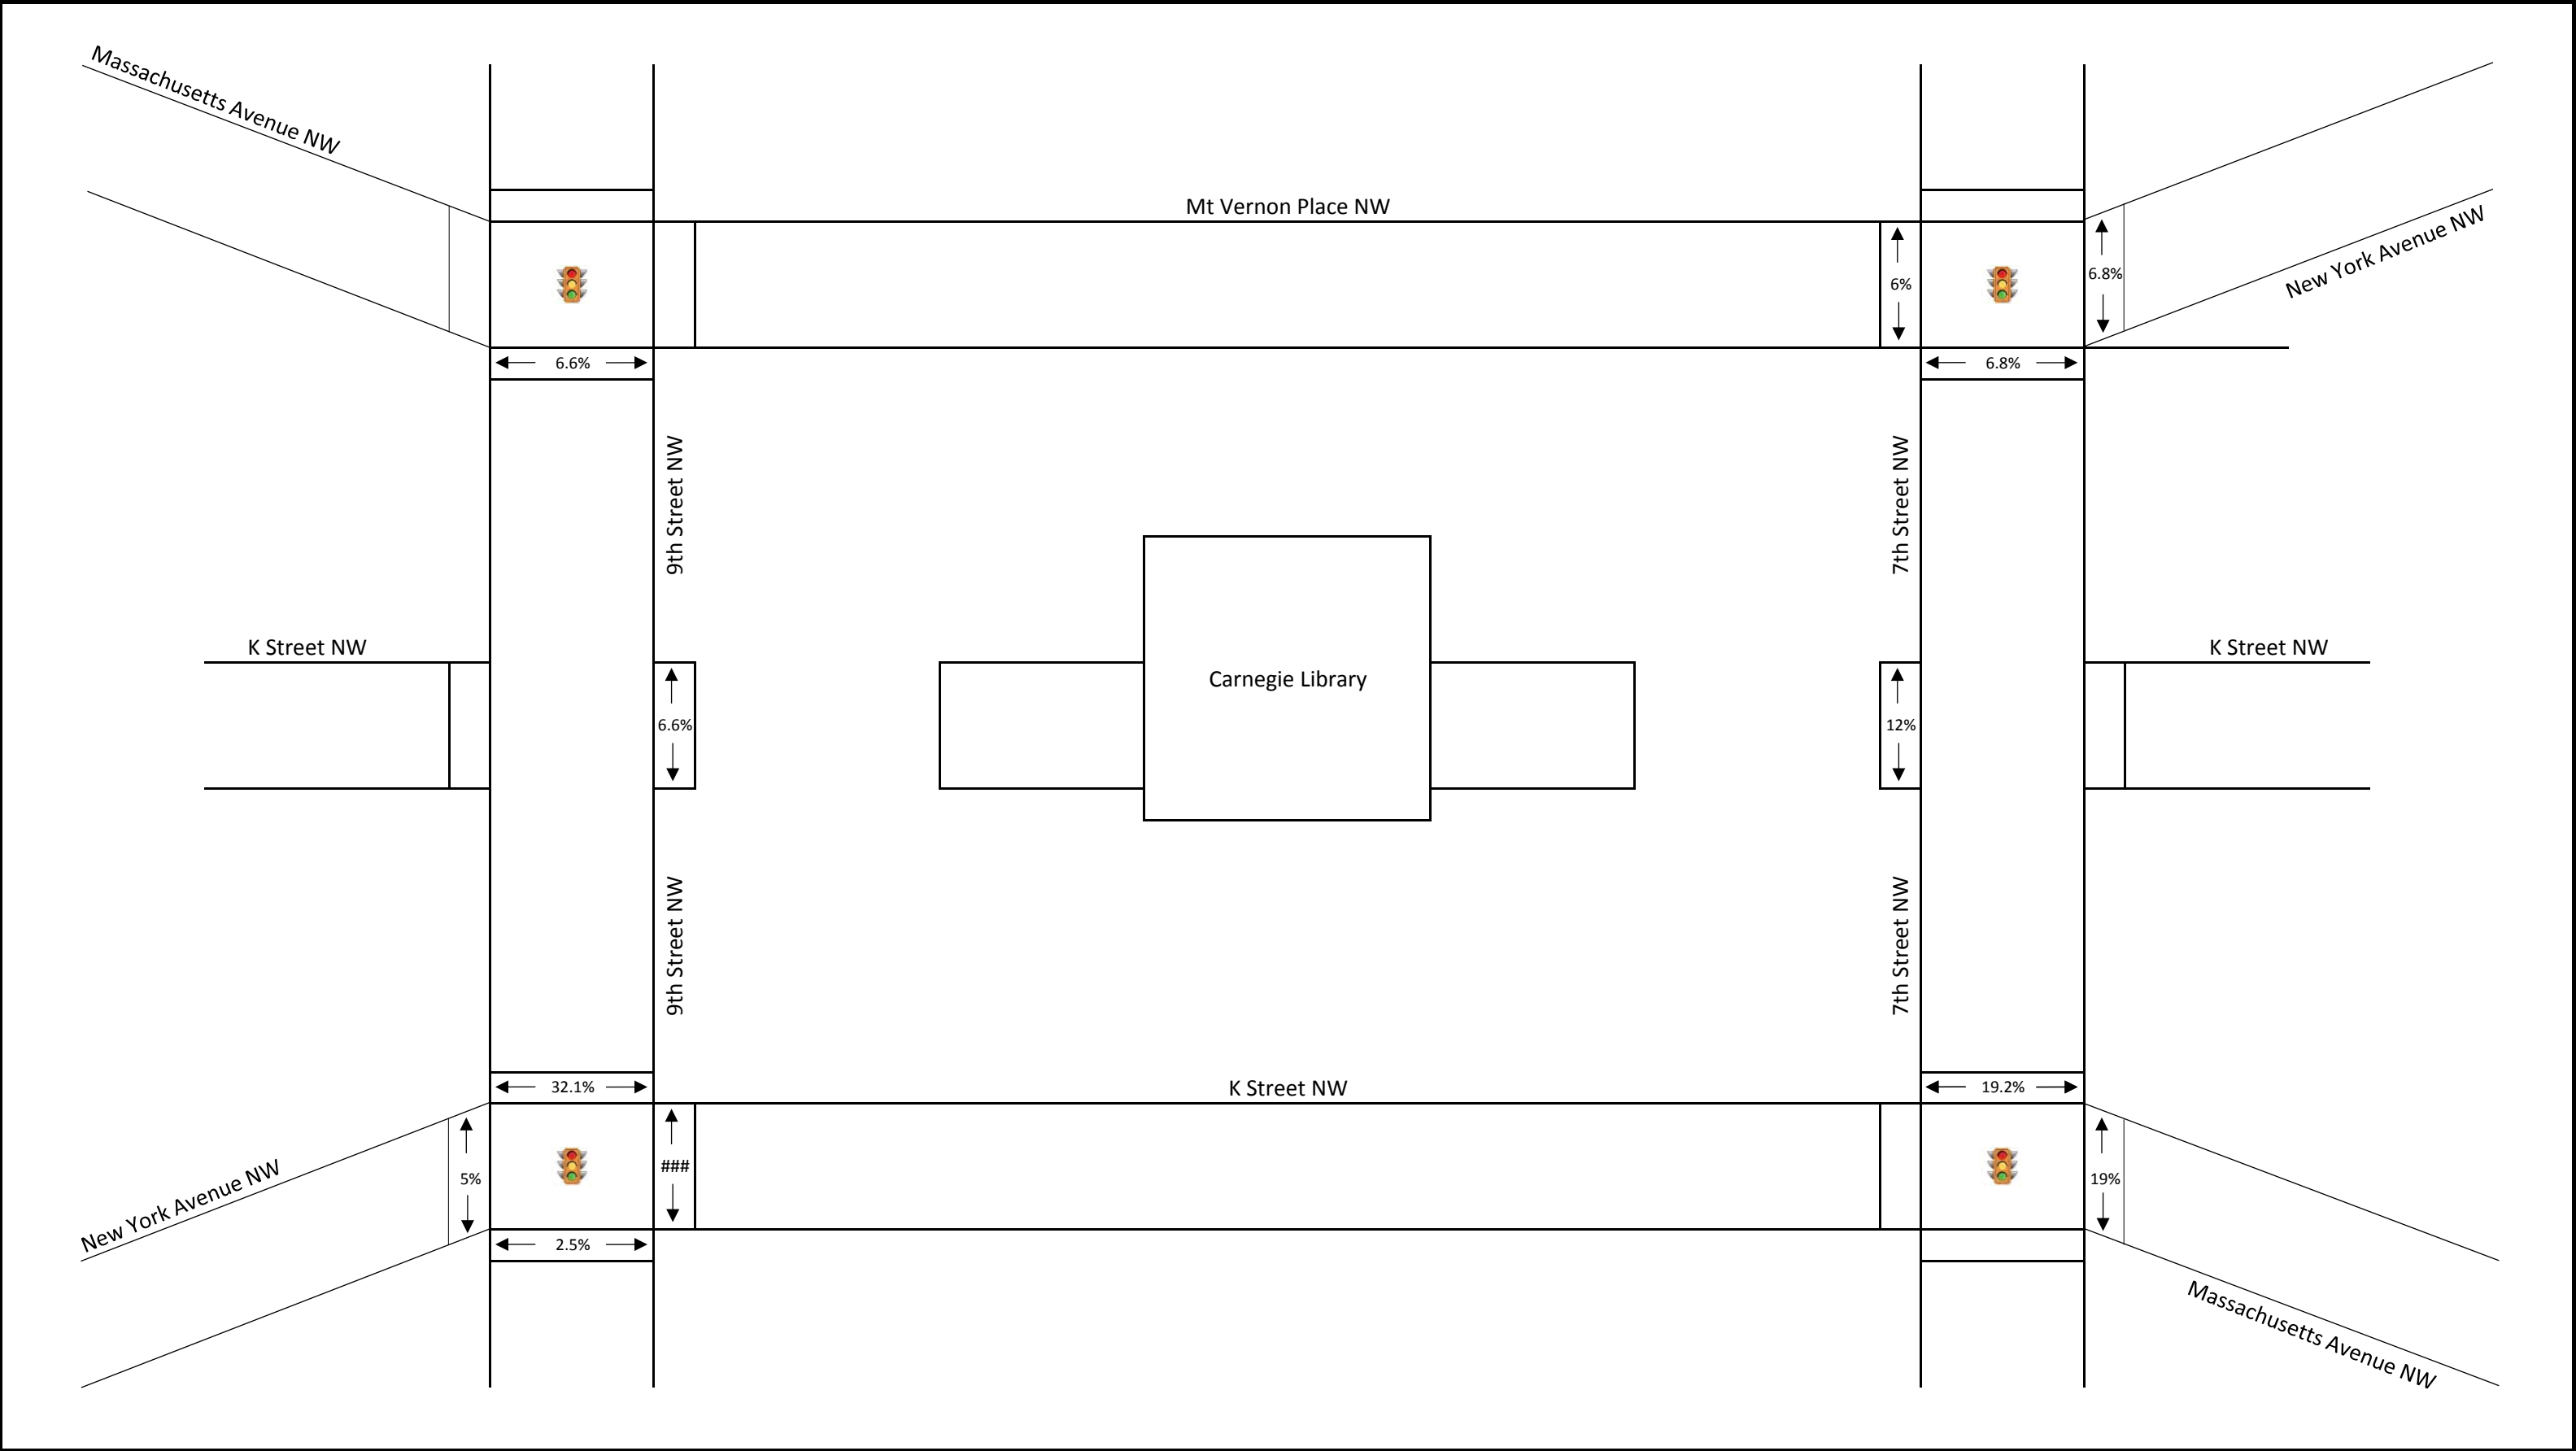 Massachusetts Avenue NW
Mt Vernon Place NW
New York Avenue NW
6%
6.8%
6.6%
6.8%
9th Street NW
7th Street NW
K Street NW
Carnegie Library
K Street NW
6.6%
12%
9th Street NW
7th Street NW
32.1%
K Street NW
19.2%
New York Avenue NW
5%
###
19%
2.5%
Massachusetts Avenue NW